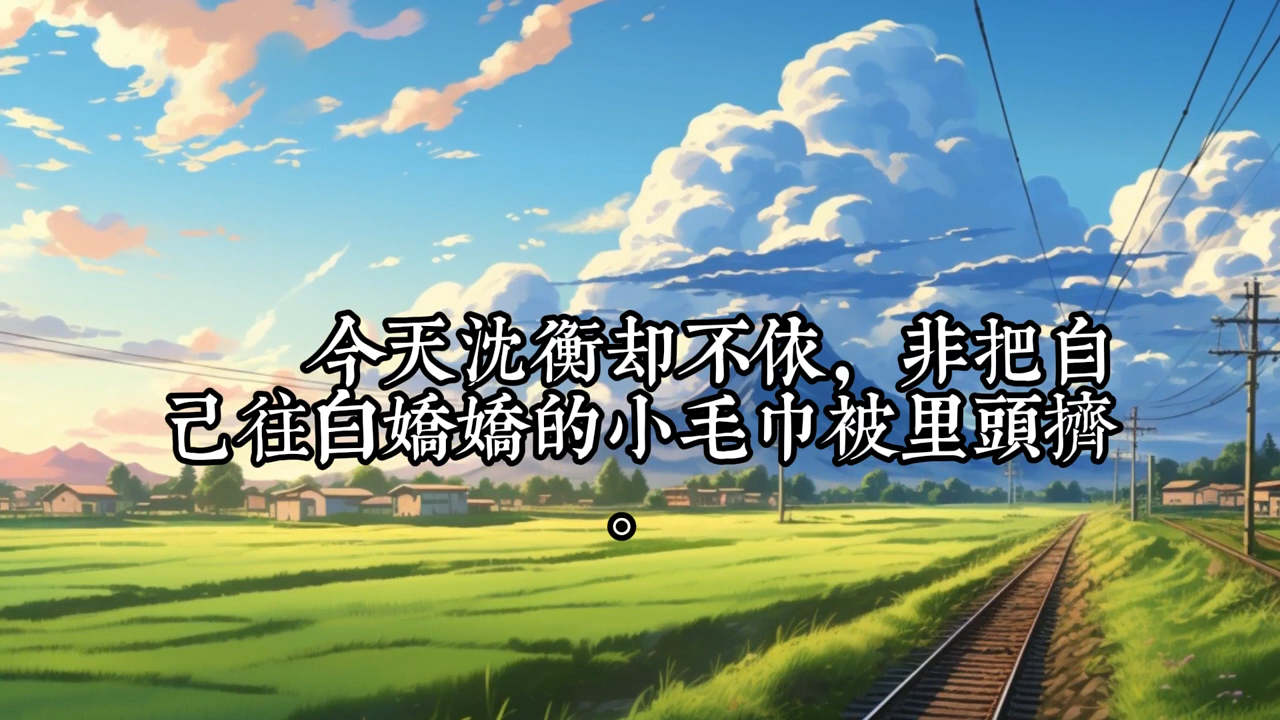 今天沈衡却不依，非把自
己往白嬌嬌的小毛巾被里頭擠
。